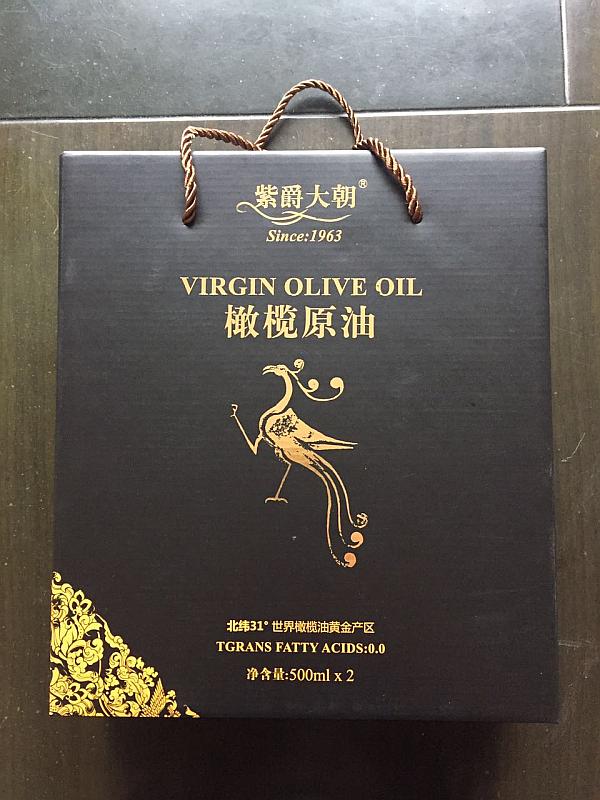 紫爵大朝®
Since:1963
VIRGIN OLIVE OIL
橄榄原油
北纬31° 世界橄榄油黄金产区
TGRANS FATTY ACIDS:0.0
净含量:500ml x 2